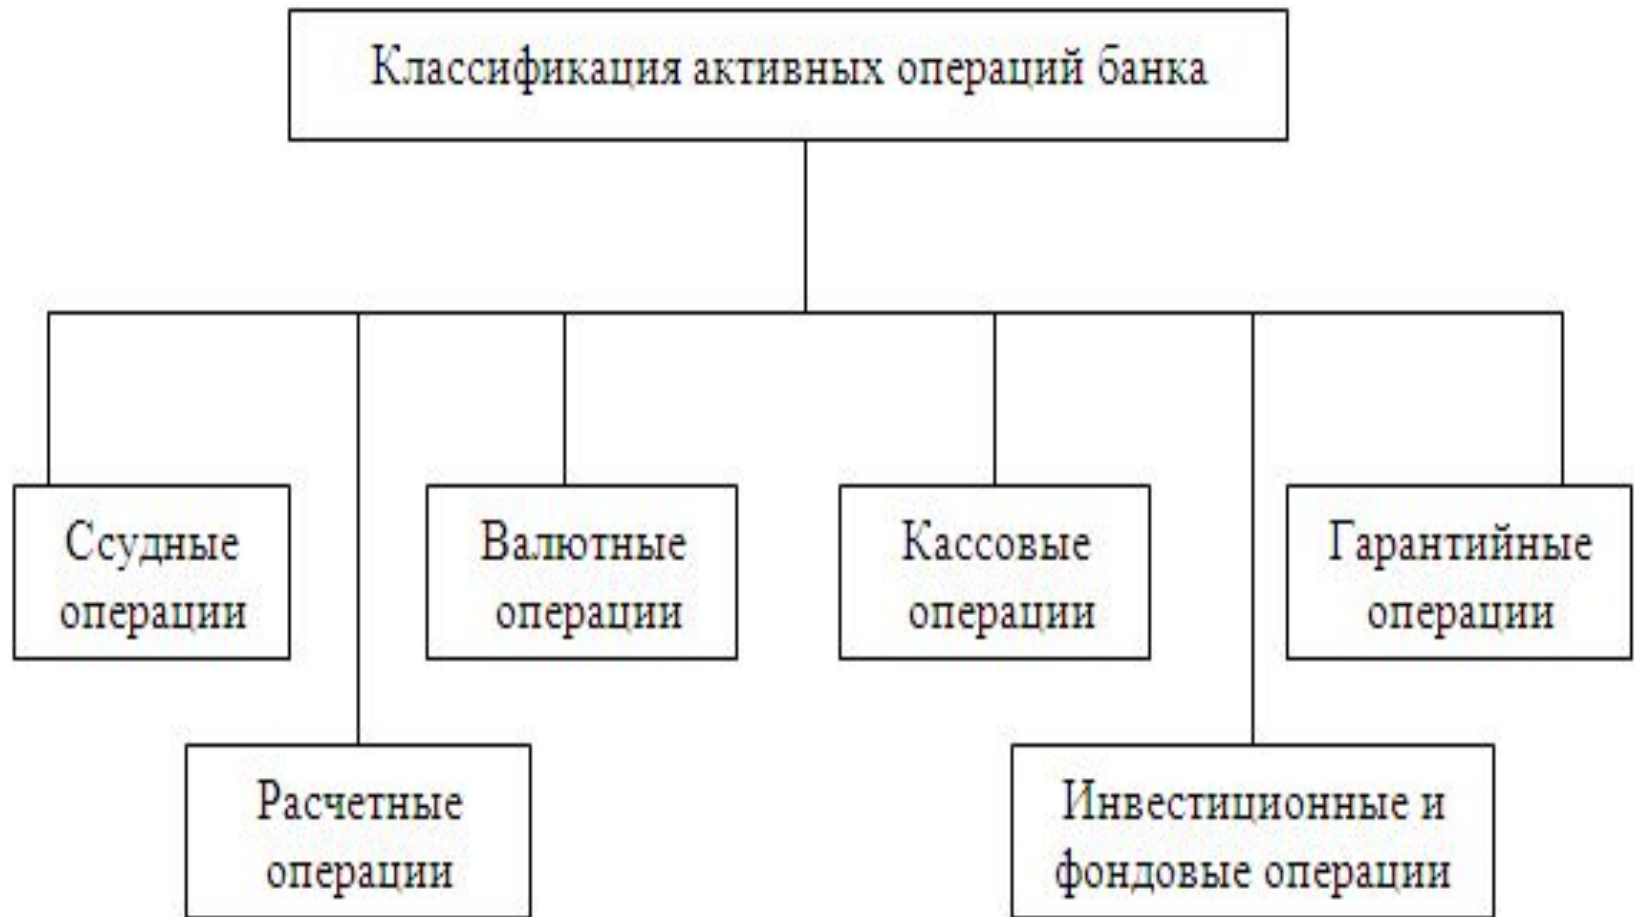 Классификация активных операций банка
Ссудные
операции
Валютные
операции
Кассовые
операции
Гарантийные
операции
Расчетные
операции
Инвестиционные и
фондовые операции